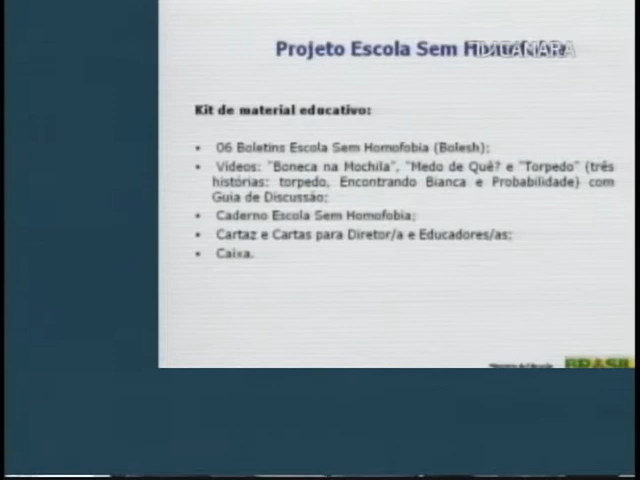 Projeto Escola Sem
TV CÂMARA
Kit de material educativo:
• 06 Boletins Escola Sem Homofobia (Bolesh);
• Vídeos: "Boneca na Mochila", "Medo de Quê? e "Torpedo" (três
histórias: torpedo, Encontrando Bianca e Probabilidade) com
Guia de Discussão;
• Caderno Escola Sem Homofobia;
• Cartaz e Cartas para Diretor/a e Educadores/as;
• Caixa.
BRASIL